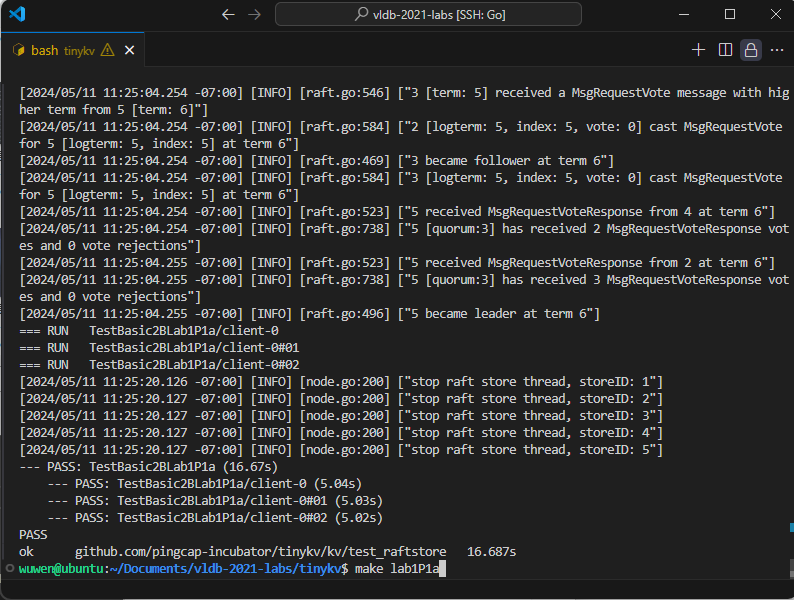 vldb-2021-labs [SSH: Go]
bash tinykv
[2024/05/11 11:25:04.254 -07:00] [INFO] [raft.go:546] ["3 [term: 5] received a MsgRequestVote message with hig
her term from 5 [term: 6]"]
[2024/05/11 11:25:04.254 -07:00] [INFO] [raft.go:584] ["2 [logterm: 5, index: 5, vote: 0] cast MsgRequestVote
for 5 [logterm: 5, index: 5] at term 6"]
[2024/05/11 11:25:04.254 -07:00] [INFO] [raft.go:469] ["3 became follower at term 6"]
[2024/05/11 11:25:04.254 -07:00] [INFO] [raft.go:584] ["3 [logterm: 5, index: 5, vote: 0] cast MsgRequestVote
for 5 [logterm: 5, index: 5] at term 6"]
[2024/05/11 11:25:04.254 -07:00] [INFO] [raft.go:523] ["5 received MsgRequestVoteResponse from 4 at term 6"]
[2024/05/11 11:25:04.254 -07:00] [INFO] [raft.go:738] ["5 [quorum:3] has received 2 MsgRequestVoteResponse vot
es and 0 vote rejections"]
[2024/05/11 11:25:04.255 -07:00] [INFO] [raft.go:523] ["5 received MsgRequestVoteResponse from 2 at term 6"]
[2024/05/11 11:25:04.255 -07:00] [INFO] [raft.go:738] ["5 [quorum:3] has received 3 MsgRequestVoteResponse vot
es and 0 vote rejections"]
[2024/05/11 11:25:04.255 -07:00] [INFO] [raft.go:496] ["5 became leader at term 6"]
=== RUN   TestBasic2BLab1P1a/client-0
=== RUN   TestBasic2BLab1P1a/client-0#01
=== RUN   TestBasic2BLab1P1a/client-0#02
[2024/05/11 11:25:20.126 -07:00] [INFO] [node.go:200] ["stop raft store thread, storeID: 1"]
[2024/05/11 11:25:20.127 -07:00] [INFO] [node.go:200] ["stop raft store thread, storeID: 2"]
[2024/05/11 11:25:20.127 -07:00] [INFO] [node.go:200] ["stop raft store thread, storeID: 3"]
[2024/05/11 11:25:20.127 -07:00] [INFO] [node.go:200] ["stop raft store thread, storeID: 4"]
[2024/05/11 11:25:20.127 -07:00] [INFO] [node.go:200] ["stop raft store thread, storeID: 5"]
--- PASS: TestBasic2BLab1P1a (16.67s)
    --- PASS: TestBasic2BLab1P1a/client-0 (5.04s)
    --- PASS: TestBasic2BLab1P1a/client-0#01 (5.03s)
    --- PASS: TestBasic2BLab1P1a/client-0#02 (5.02s)
PASS
ok      github.com/pingcap-incubator/tinykv/kv/test_raftstore   16.687s
wuwen@ubuntu:~/Documents/vldb-2021-labs/tinykv$ make lab1P1a